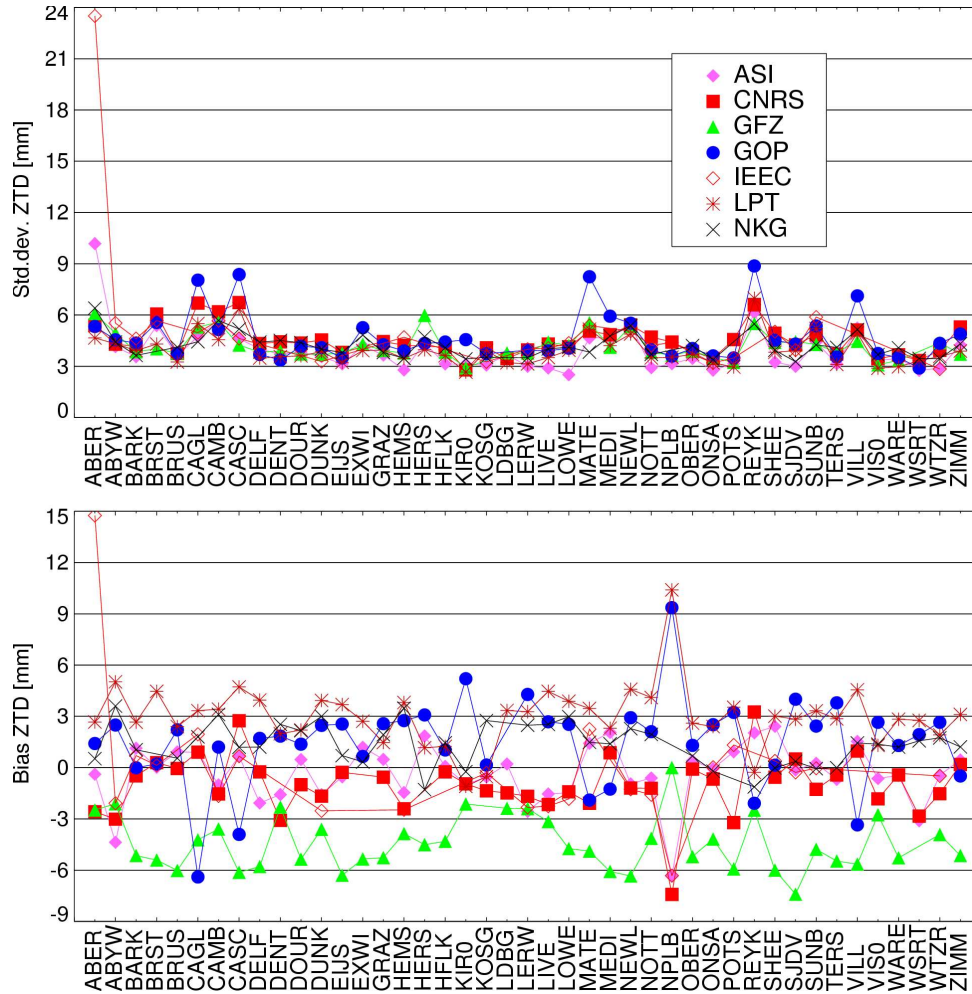 24
21
18
15
12
9
6
3
0
Std.dev. ZTD [mm]
ASI
CNRS
GFZ
GOP
IEEC
LPT
NKG
ABER
ABYW
BARK
BRST
BRUS
CAGL
CAMB
CASC
DELF
DENT
DOUR
DUNK
EIJS
EXWI
GRAZ
HEMS
HERS
HFLK
KIR0
KOSG
LDBG
LERW
LIVE
LOWE
MATE
MEDI
NEWL
NOTT
NPLB
OBER
ONSA
POTS
REYK
SHEE
SJDV
SUNB
TERS
VILL
VIS0
WARE
WSRT
WTZR
ZIMM
15
12
9
6
3
0
-3
-6
-9
Bias ZTD [mm]
ABER
ABYW
BARK
BRST
BRUS
CAGL
CAMB
CASC
DELF
DENT
DOUR
DUNK
EIJS
EXWI
GRAZ
HEMS
HERS
HFLK
KIR0
KOSG
LDBG
LERW
LIVE
LOWE
MATE
MEDI
NEWL
NOTT
NPLB
OBER
ONSA
POTS
REYK
SHEE
SJDV
SUNB
TERS
VILL
VIS0
WARE
WSRT
WTZR
ZIMM